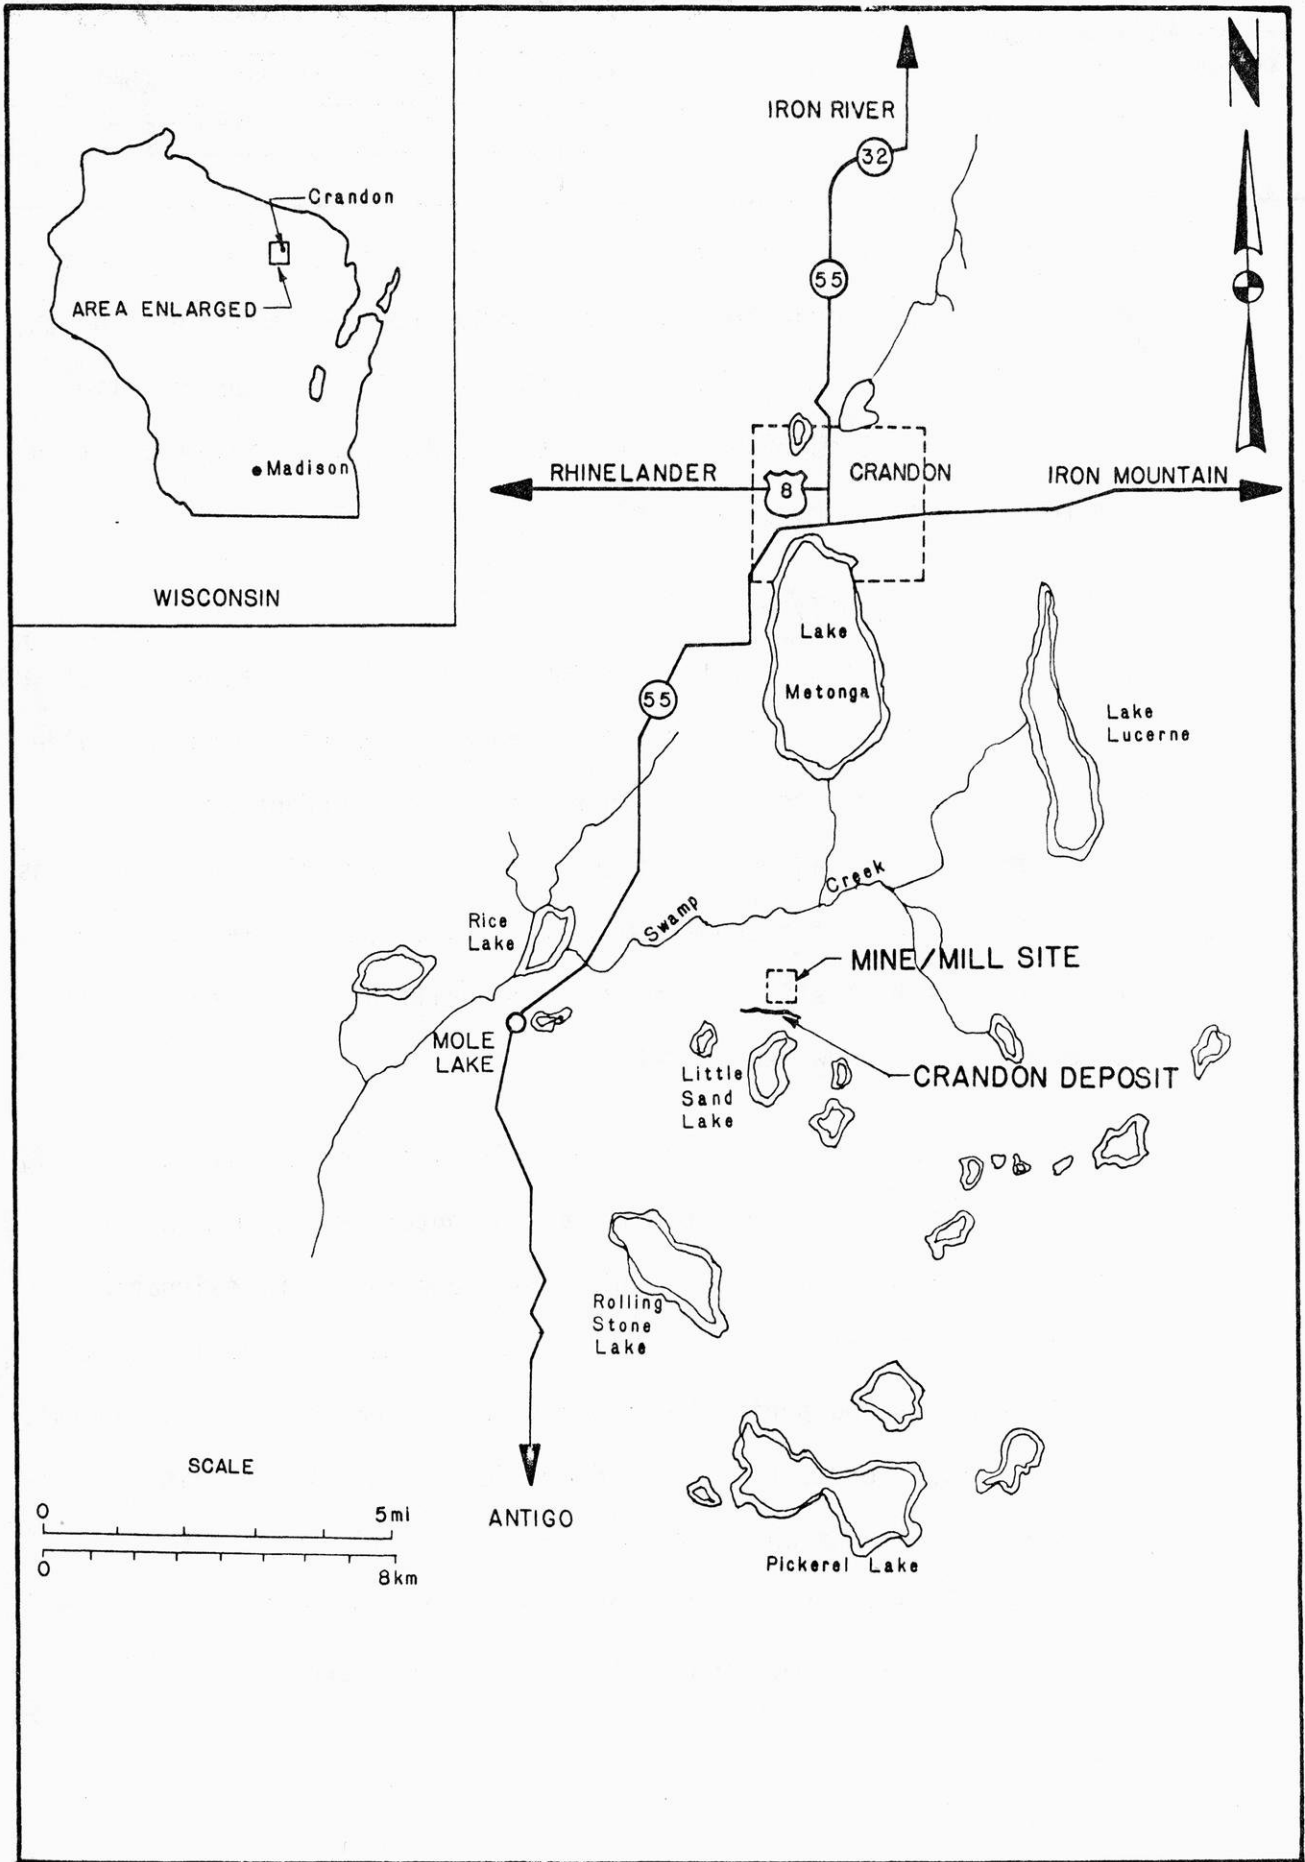 N
IRON RIVER
32
Crandon
55
AREA ENLARGED
Madison
RHINELANDER
8
CRANDON
IRON MOUNTAIN
WISCONSIN
Lake
Metonga
55
Lake
Lucerne
Swamp Creek
Rice
Lake
MINE/MILL SITE
MOLE
LAKE
Little
Sand
Lake
CRANDON DEPOSIT
Rolling
Stone
Lake
SCALE
0 5mi
0 8km
ANTIGO
Pickerel Lake